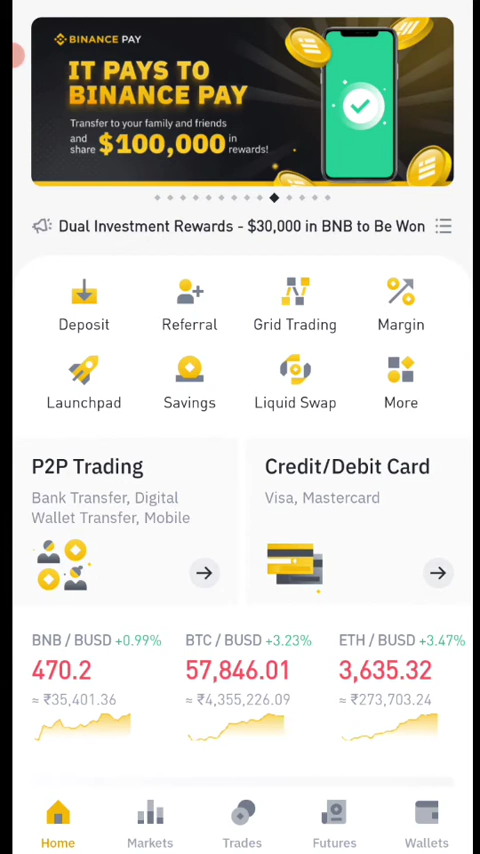 BINANCE PAY
IT PAYS TO
BINANCE PAY
Transfer to your family and friends
and share $100,000 in rewards!
Dual Investment Rewards - $30,000 in BNB to Be Won
Deposit Referral Grid Trading Margin
Launchpad Savings Liquid Swap More
P2P Trading
Bank Transfer, Digital
Wallet Transfer, Mobile
Credit/Debit Card
Visa, Mastercard
BNB / BUSD +0.99% BTC / BUSD +3.23% ETH / BUSD +3.47%
470.2 57,846.01 3,635.32
≈ ₹35,401.36 ≈ ₹4,355,226.09 ≈ ₹273,703.24
Home Markets Trades Futures Wallets